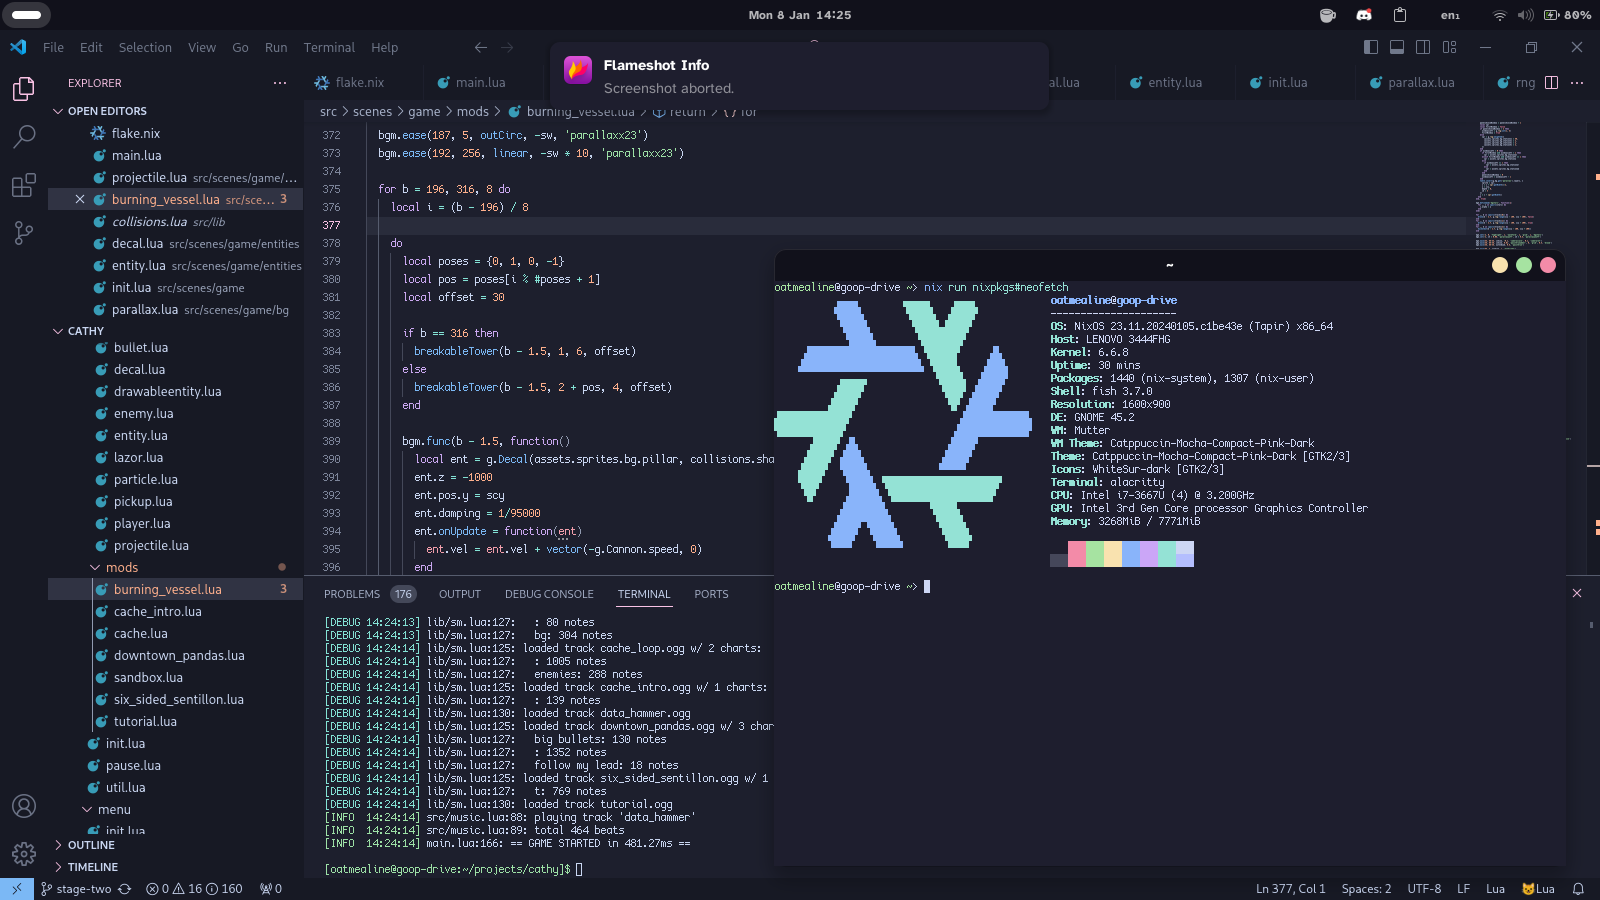 Mon 8 Jan 14:25
en₁
80%
File Edit Selection View Go Run Terminal Help
Flameshot Info
Screenshot aborted.
EXPLORER
flake.nix
main.lua
al.lua
entity.lua
init.lua
parallax.lua
rng
OPEN EDITORS
flake.nix
main.lua
projectile.lua src/scenes/game/...
burning_vessel.lua src/sce... 3
collisions.lua src/lib
decal.lua src/scenes/game/entities
entity.lua src/scenes/game/entities
init.lua src/scenes/game
parallax.lua src/scenes/game/bg
CATHY
bullet.lua
decal.lua
drawableentity.lua
enemy.lua
entity.lua
lazor.lua
particle.lua
pickup.lua
player.lua
projectile.lua
mods
burning_vessel.lua 3
cache_intro.lua
cache.lua
downtown_pandas.lua
sandbox.lua
six_sided_sentillon.lua
tutorial.lua
init.lua
pause.lua
util.lua
menu
init.lua
OUTLINE
TIMELINE
src > scenes > game > mods > burning_vessel.lua > return > {} for
372 bgm.ease(187, 5, outCirc, -sw, 'parallaxx23')
373 bgm.ease(192, 256, linear, -sw * 10, 'parallaxx23')
374
375 for b = 196, 316, 8 do
376 local i = (b - 196) / 8
377
378 do
379 local poses = {0, 1, 0, -1}
380 local pos = poses[i % #poses + 1]
381 local offset = 30
382
383 if b == 316 then
384 breakableTower(b - 1.5, 1, 6, offset)
385 else
386 breakableTower(b - 1.5, 2 + pos, 4, offset)
387 end
388
389 bgm.func(b - 1.5, function()
390 local ent = g.Decal(assets.sprites.bg.pillar, collisions.sha
391 ent.z = -1000
392 ent.pos.y = scy
393 ent.damping = 1/95000
394 ent.onUpdate = function(ent)
395 ent.vel = ent.vel + vector(-g.Cannon.speed, 0)
396 end
PROBLEMS 176 OUTPUT DEBUG CONSOLE TERMINAL PORTS
[DEBUG 14:24:13] lib/sm.lua:127: : 80 notes
[DEBUG 14:24:13] lib/sm.lua:127: bg: 304 notes
[DEBUG 14:24:14] lib/sm.lua:125: loaded track cache_loop.ogg w/ 2 charts:
[DEBUG 14:24:14] lib/sm.lua:127: : 1005 notes
[DEBUG 14:24:14] lib/sm.lua:127: enemies: 288 notes
[DEBUG 14:24:14] lib/sm.lua:125: loaded track cache_intro.ogg w/ 1 charts:
[DEBUG 14:24:14] lib/sm.lua:127: : 139 notes
[DEBUG 14:24:14] lib/sm.lua:130: loaded track data_hammer.ogg
[DEBUG 14:24:14] lib/sm.lua:125: loaded track downtown_pandas.ogg w/ 3 char
[DEBUG 14:24:14] lib/sm.lua:127: big bullets: 130 notes
[DEBUG 14:24:14] lib/sm.lua:127: : 1352 notes
[DEBUG 14:24:14] lib/sm.lua:127: follow my lead: 18 notes
[DEBUG 14:24:14] lib/sm.lua:125: loaded track six_sided_sentillon.ogg w/ 1
[DEBUG 14:24:14] lib/sm.lua:127: t: 769 notes
[DEBUG 14:24:14] lib/sm.lua:130: loaded track tutorial.ogg
[INFO 14:24:14] src/music.lua:88: playing track 'data_hammer'
[INFO 14:24:14] src/music.lua:89: total 464 beats
[INFO 14:24:14] main.lua:166: == GAME STARTED in 481.27ms ==
[oatmealine@goop-drive:~/projects/cathy]$
~
oatmealine@goop-drive ~> nix run nixpkgs#neofetch
oatmealine@goop-drive
---------------------
OS: NixOS 23.11.20240105.c1be43e (Tapir) x86_64
Host: LENOVO 3444FHG
Kernel: 6.6.8
Uptime: 30 mins
Packages: 1440 (nix-system), 1307 (nix-user)
Shell: fish 3.7.0
Resolution: 1600x900
DE: GNOME 45.2
WM: Mutter
WM Theme: Catppuccin-Mocha-Compact-Pink-Dark
Theme: Catppuccin-Mocha-Compact-Pink-Dark [GTK2/3]
Icons: WhiteSur-dark [GTK2/3]
Terminal: alacritty
CPU: Intel i7-3667U (4) @ 3.200GHz
GPU: Intel 3rd Gen Core processor Graphics Controller
Memory: 3268MiB / 7771MiB
oatmealine@goop-drive ~>
stage-two 0 16 160 0
Ln 377, Col 1 Spaces: 2 UTF-8 LF Lua 😺Lua